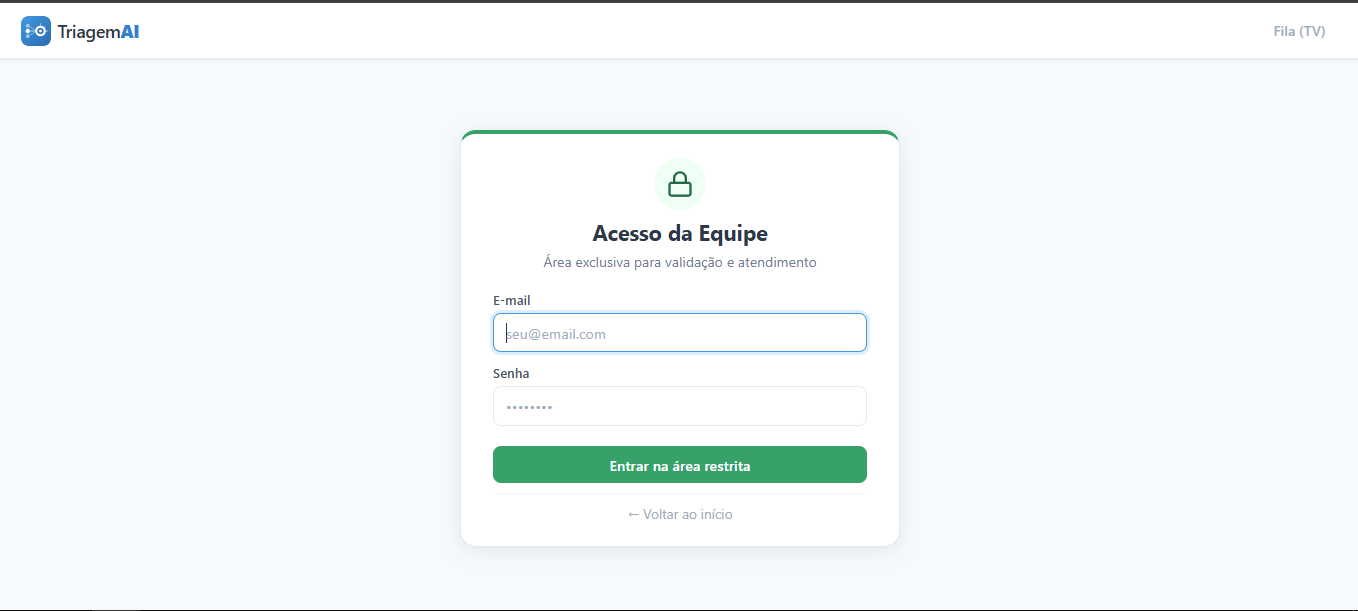 TriagemAI
Fila (TV)
Acesso da Equipe
Área exclusiva para validação e atendimento
E-mail
seu@email.com
Senha
••••••••
Entrar na área restrita
← Voltar ao início